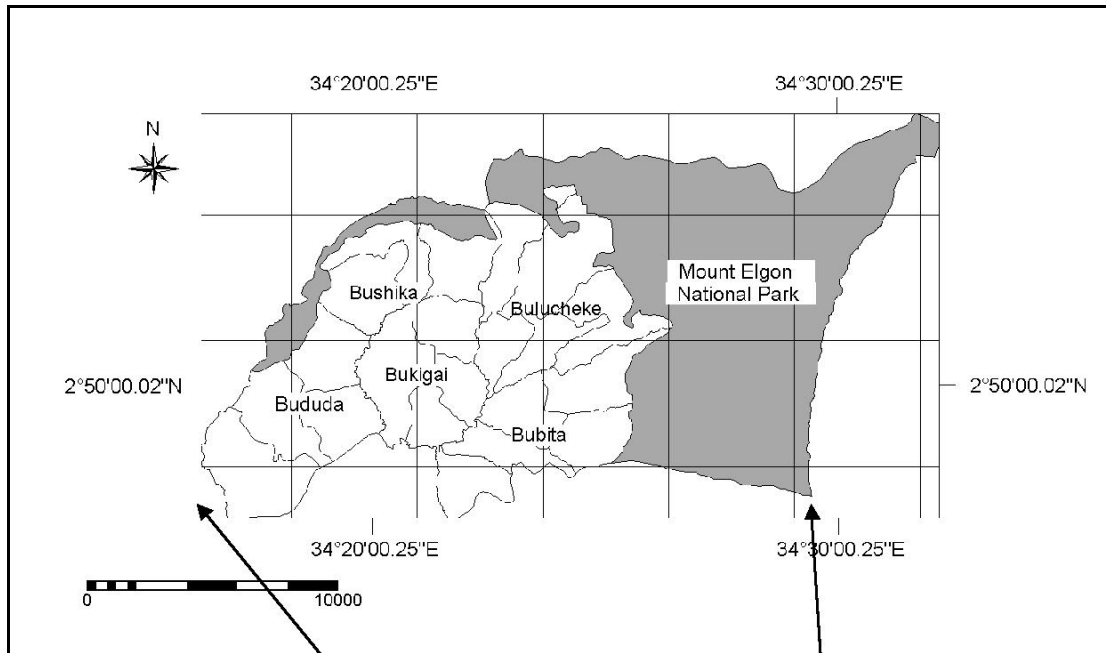 34°20'00.25"E
34°30'00.25"E
N
Mount Elgon
National Park
Bushika
Bulucheke
Bukigai
2°50'00.02"N
2°50'00.02"N
Bududa
Bubita
34°20'00.25"E
34°30'00.25"E
0
10000